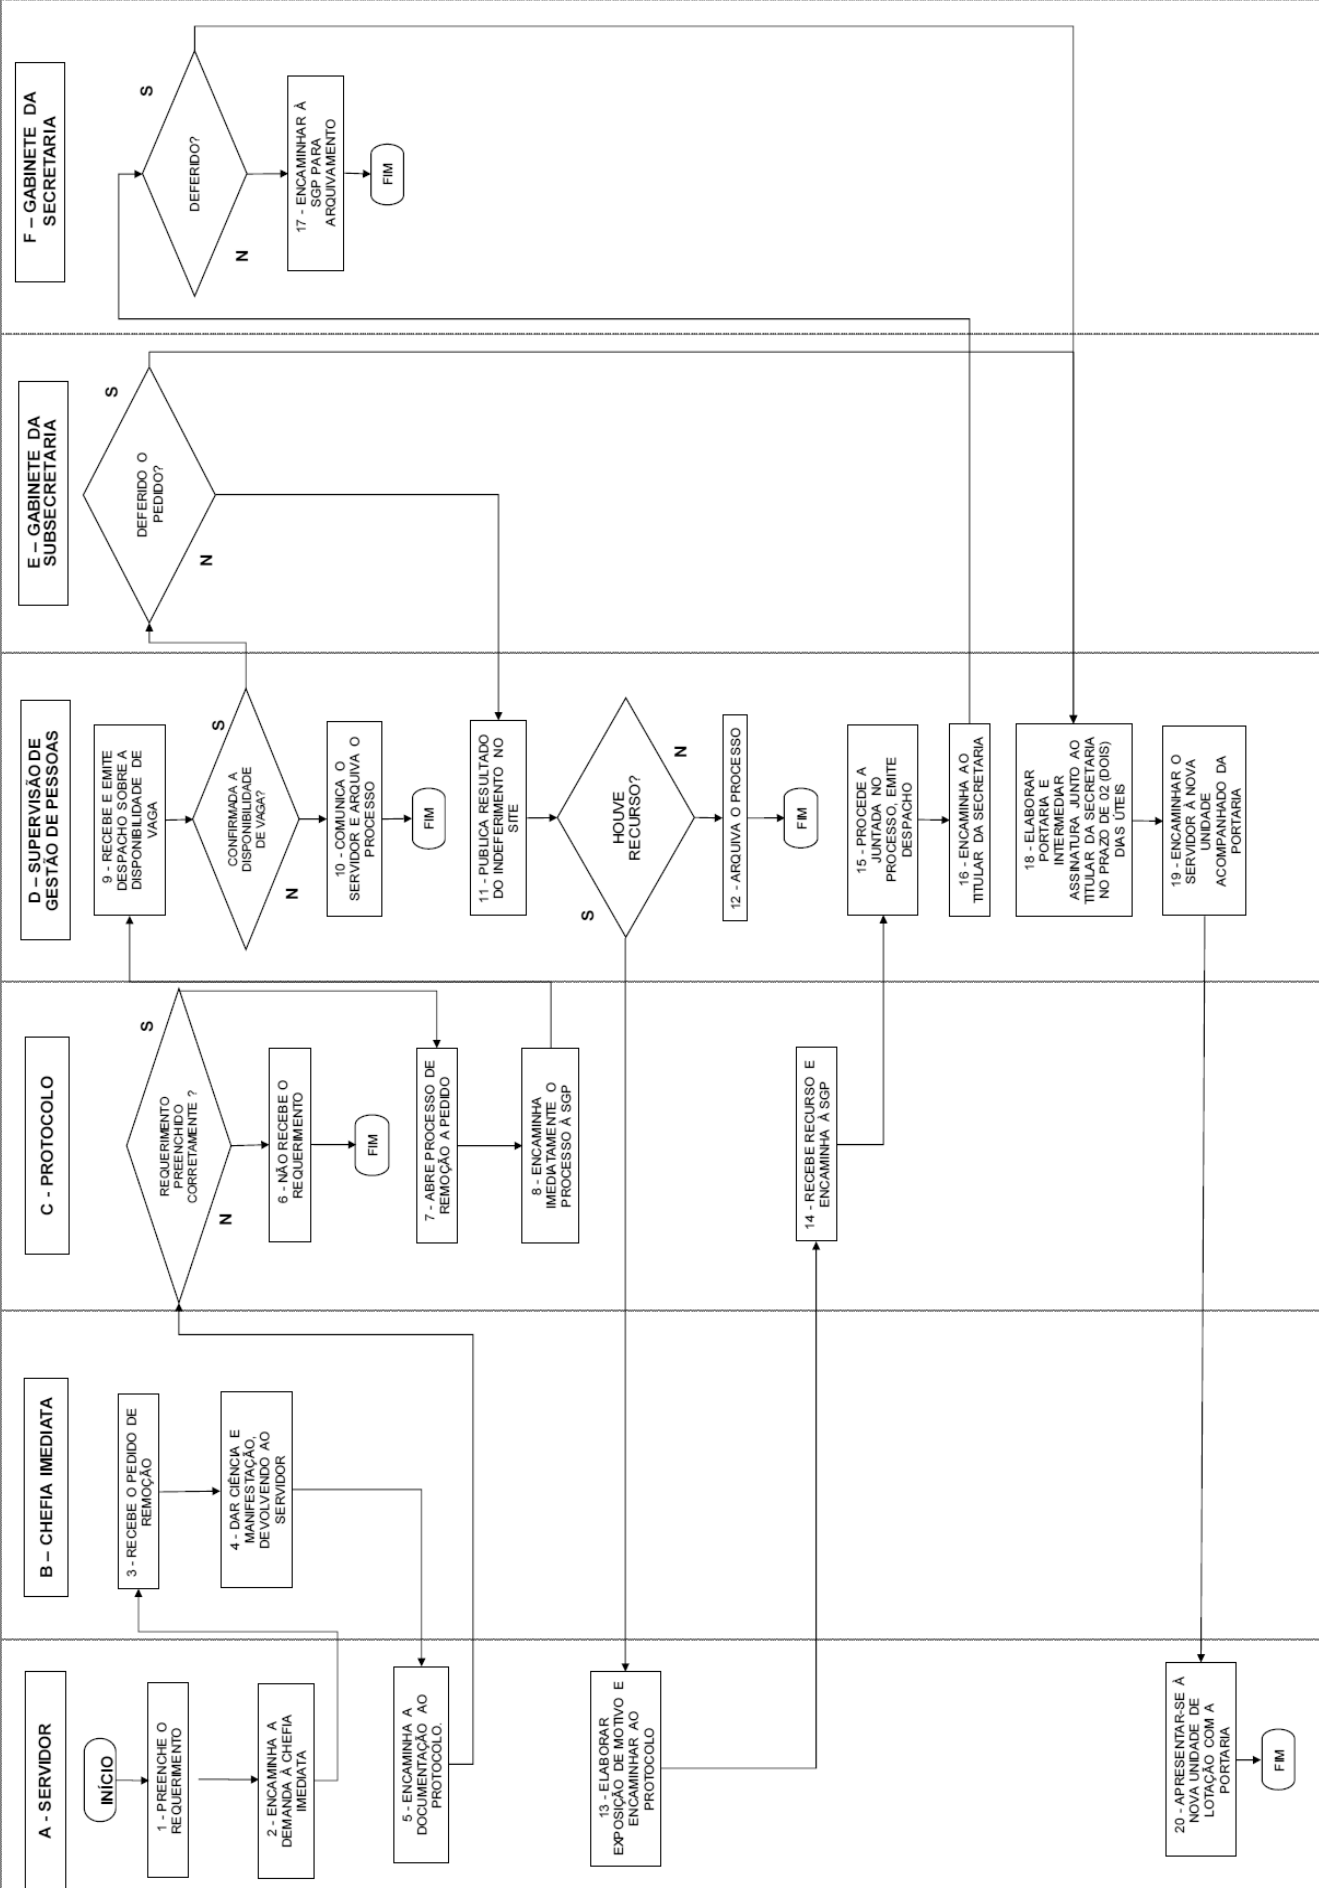 A - SERVIDOR
INÍCIO
1 - PREENCHE O
REQUERIMENTO
2 - ENCAMINHA A
DEMANDA À CHEFIA
IMEDIATA
5 - ENCAMINHA A
DOCUMENTAÇÃO AO
PROTOCOLO.
13 - ELABORAR
EXPOSIÇÃO DE MOTIVO E
ENCAMINHAR AO
PROTOCOLO
20 - APRESENTAR-SE À
NOVA UNIDADE DE
LOTAÇÃO COM A
PORTARIA
FIM
B – CHEFIA IMEDIATA
3 - RECEBE O PEDIDO DE
REMOÇÃO
4 - DAR CIÊNCIA E
MANIFESTAÇÃO,
DEVOLVENDO AO
SERVIDOR
C - PROTOCOLO
REQUERIMENTO
PREENCHIDO
CORRETAMENTE ?
S
N
6 - NÃO RECEBE O
REQUERIMENTO
FIM
7 - ABRE PROCESSO DE
REMOÇÃO A PEDIDO
8 - ENCAMINHA
IMEDIATAMENTE O
PROCESSO À SGP
14 - RECEBE RECURSO E
ENCAMINHA À SGP
D – SUPERVISÃO DE
GESTÃO DE PESSOAS
9 - RECEBE E EMITE
DESPACHO SOBRE A
DISPONIBILIDADE DE
VAGA
CONFIRMADA A
DISPONIBILIDADE
DE VAGA?
S
N
10 - COMUNICA O
SERVIDOR E ARQUIVA O
PROCESSO
FIM
11 - PUBLICA RESULTADO
DO INDEFERIMENTO NO
SITE
HOUVE
RECURSO?
S
N
12 - ARQUIVA O PROCESSO
FIM
15 - PROCEDE A
JUNTADA NO
PROCESSO, EMITE
DESPACHO
16 - ENCAMINHA AO
TITULAR DA SECRETARIA
18 - ELABORAR
PORTARIA E
INTERMEDIAR
ASSINATURA JUNTO AO
TITULAR DA SECRETARIA
NO PRAZO DE 02 (DOIS)
DIAS ÚTEIS
19 - ENCAMINHAR O
SERVIDOR À NOVA
UNIDADE
ACOMPANHADO DA
PORTARIA
E – GABINETE DA
SUBSECRETARIA
DEFERIDO O
PEDIDO?
S
N
F – GABINETE DA
SECRETARIA
DEFERIDO?
S
N
17 - ENCAMINHAR À
SGP PARA
ARQUIVAMENTO
FIM